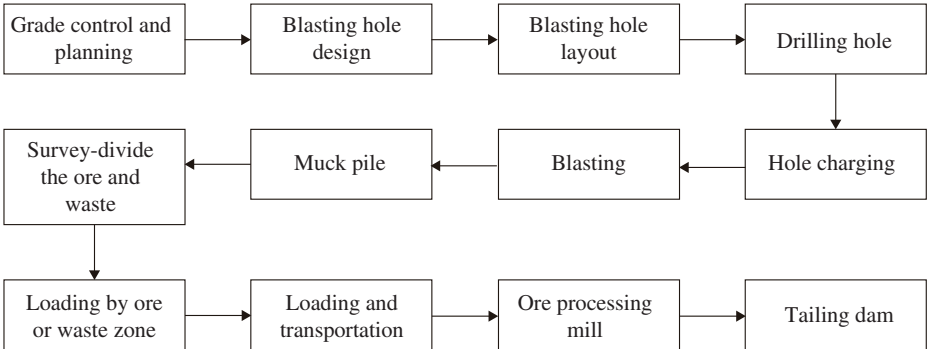 Grade control and
planning
Blasting hole
design
Blasting hole
layout
Drilling hole
Hole charging
Blasting
Muck pile
Survey-divide
the ore and
waste
Loading by ore
or waste zone
Loading and
transportation
Ore processing
mill
Tailing dam